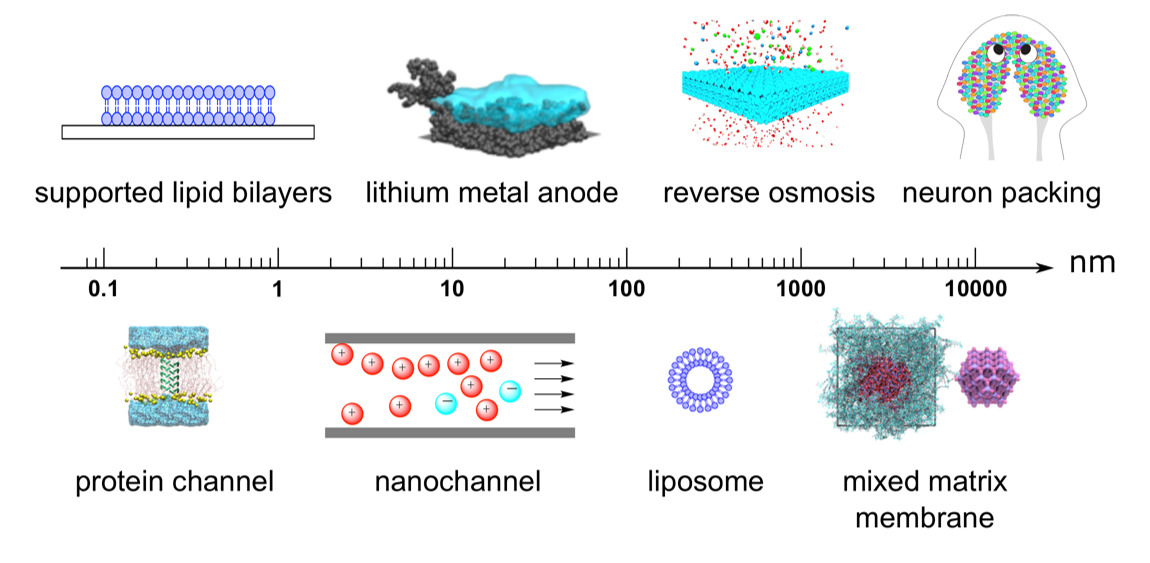 supported lipid bilayers
lithium metal anode
reverse osmosis
neuron packing
nm
0.1
1
10
100
1000
10000
+
+
+
+
+
+
+
−
−
+
+
+
protein channel
nanochannel
liposome
mixed matrix
membrane